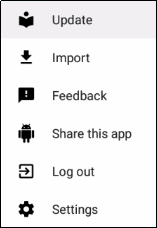 Update
Import
Feedback
Share this app
Log out
Settings